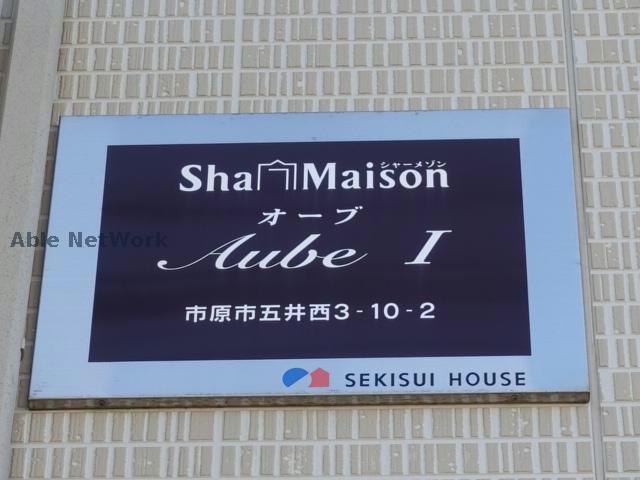 シャーメゾン
Sha Maison
オーブ
Aube I
Able NetWork
市原市五井西3-10-2
SEKISUI HOUSE